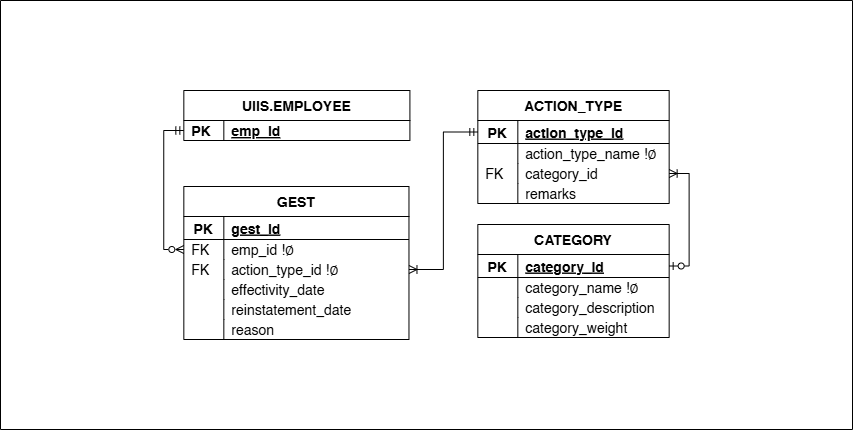 UIIS.EMPLOYEE
PK emp_id
GEST
PK gest_id
FK emp_id !Ø
FK action_type_id !Ø
effectivity_date
reinstatement_date
reason
ACTION_TYPE
PK action_type_id
action_type_name !Ø
FK category_id
remarks
CATEGORY
PK category_id
category_name !Ø
category_description
category_weight